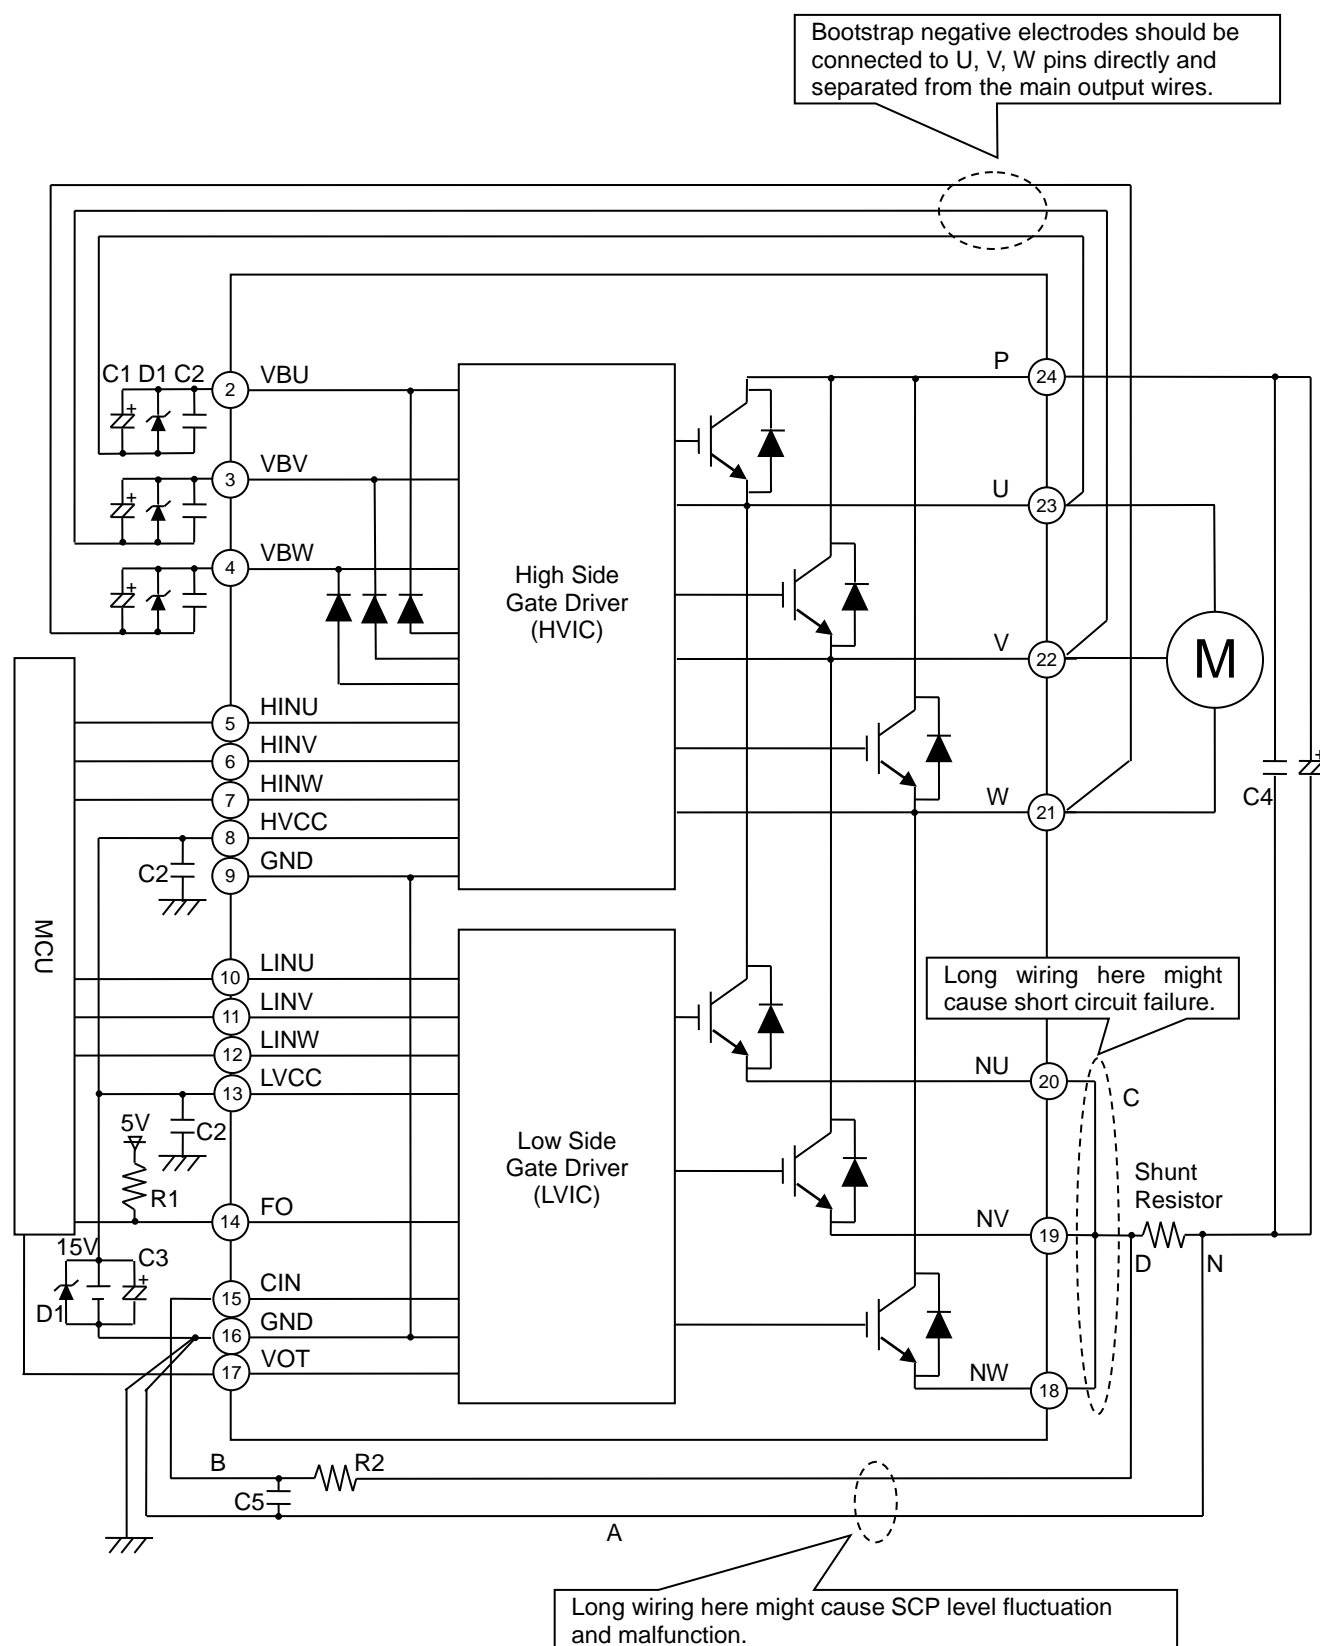 Bootstrap negative electrodes should be
connected to U, V, W pins directly and
separated from the main output wires.
C1 D1 C2
2
VBU
P
24
3
VBV
U
23
4
VBW
High Side
Gate Driver
(HVIC)
V
22
M
5
HINU
6
HINV
7
HINW
W
21
C4
8
HVCC
C2
9
GND
MCU
10
LINU
Long wiring here might
cause short circuit failure.
11
LINV
12
LINW
13
LVCC
NU
20
C
5V
C2
Low Side
Gate Driver
(LVIC)
Shunt
Resistor
R1
14
FO
NV
19
D
N
15V
C3
D1
15
CIN
16
GND
17
VOT
NW
18
B
R2
C5
A
Long wiring here might cause SCP level fluctuation
and malfunction.